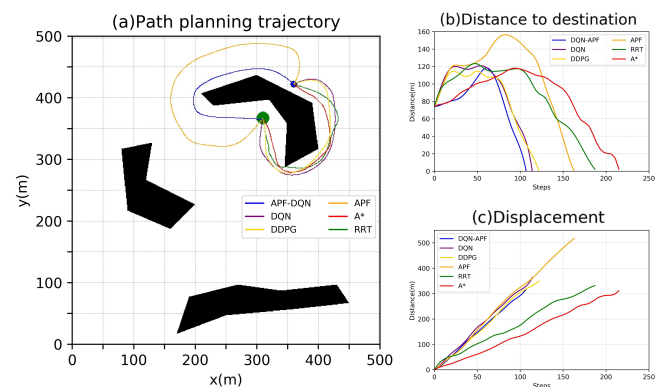 (a)Path planning trajectory
500
400
300
200
100
0
0 100 200 300 400 500
y(m)
x(m)
APF-DQN APF
DQN A*
DDPG RRT
(b)Distance to destination
160
140
120
100
80
60
40
20
0
0 50 100 150 200 250
Distance(m)
Steps
DQN-APF APF
DQN RRT
DDPG A*
(c)Displacement
500
400
300
200
100
0
0 50 100 150 200 250
Distance(m)
Steps
DQN-APF
DQN
DDPG
APF
RRT
A*